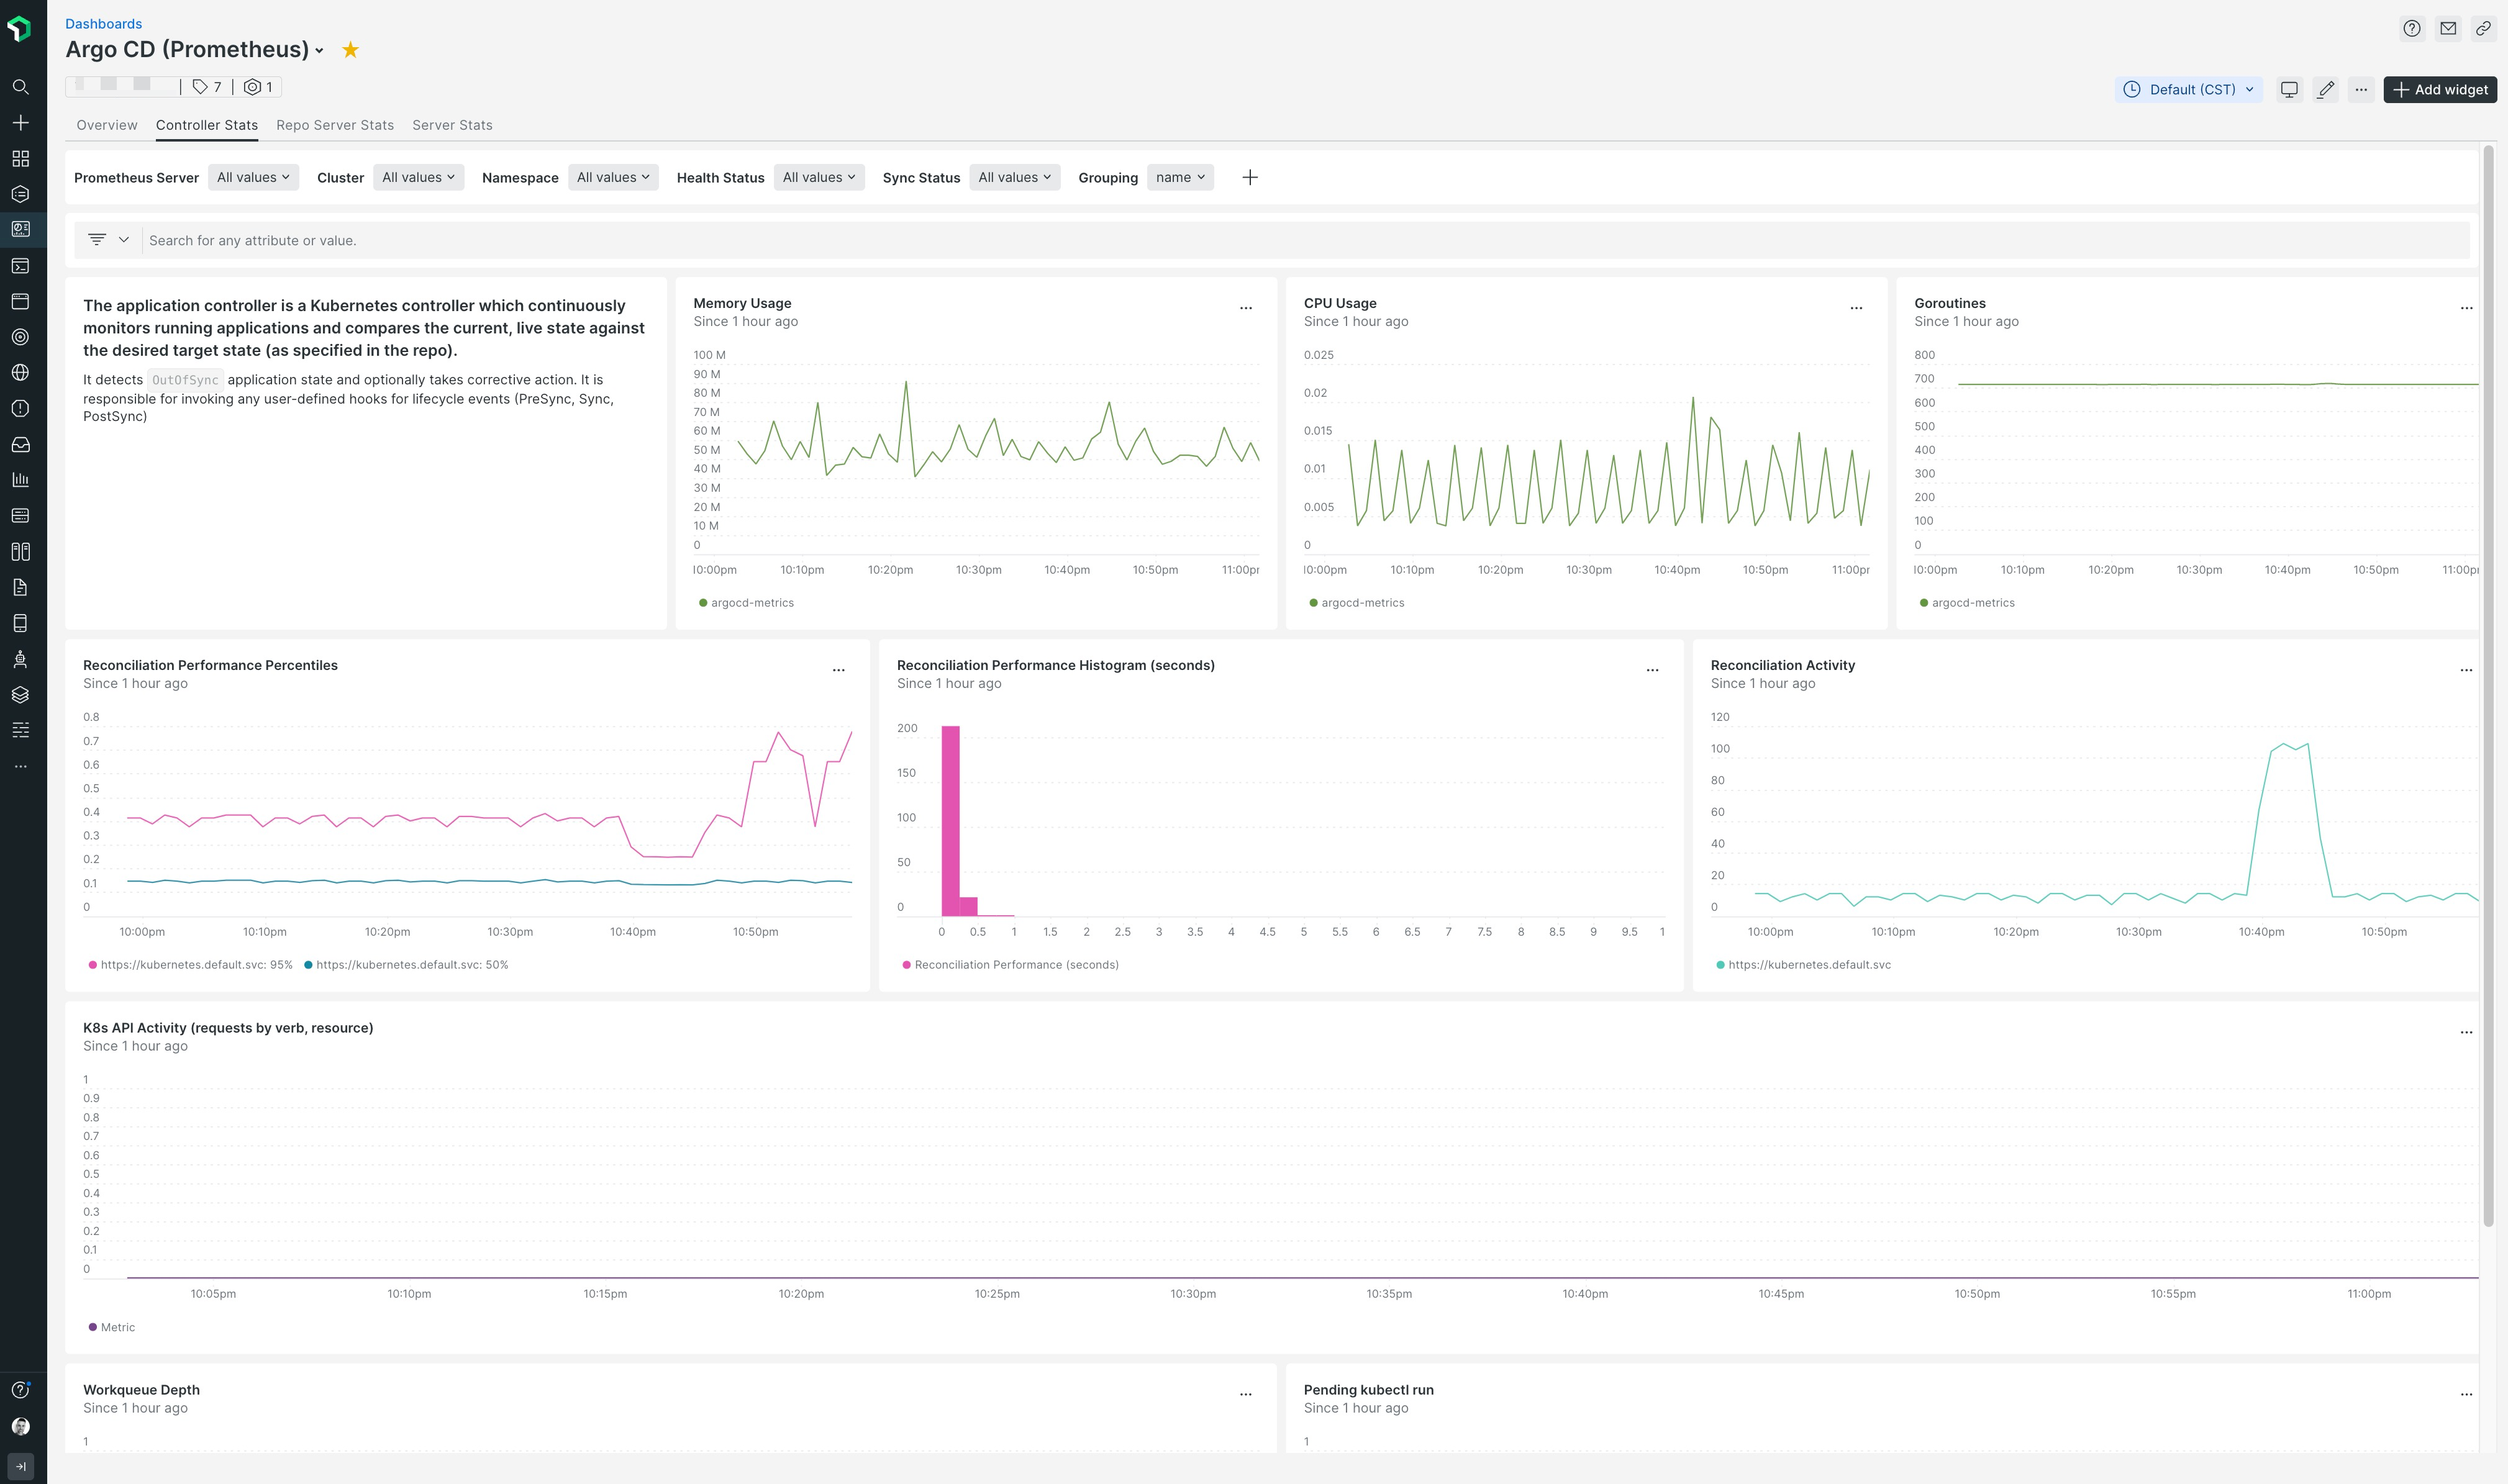 Dashboards
Argo CD (Prometheus)
7 1
Default (CST)
Add widget
Overview Controller Stats Repo Server Stats Server Stats
Prometheus Server All values Cluster All values Namespace All values Health Status All values Sync Status All values Grouping name
Search for any attribute or value.
The application controller is a Kubernetes controller which continuously
monitors running applications and compares the current, live state against
the desired target state (as specified in the repo).
It detects OutOfSync application state and optionally takes corrective action. It is
responsible for invoking any user-defined hooks for lifecycle events (PreSync, Sync,
PostSync)
Memory Usage
Since 1 hour ago
100 M
90 M
80 M
70 M
60 M
50 M
40 M
30 M
20 M
10 M
0
10:00pm 10:10pm 10:20pm 10:30pm 10:40pm 10:50pm 11:00pm
argocd-metrics
CPU Usage
Since 1 hour ago
0.025
0.02
0.015
0.01
0.005
0
10:00pm 10:10pm 10:20pm 10:30pm 10:40pm 10:50pm 11:00pm
argocd-metrics
Goroutines
Since 1 hour ago
800
700
600
500
400
300
200
100
0
10:00pm 10:10pm 10:20pm 10:30pm 10:40pm 10:50pm 11:00pm
argocd-metrics
Reconciliation Performance Percentiles
Since 1 hour ago
0.8
0.7
0.6
0.5
0.4
0.3
0.2
0.1
0
10:00pm 10:10pm 10:20pm 10:30pm 10:40pm 10:50pm
https://kubernetes.default.svc: 95% https://kubernetes.default.svc: 50%
Reconciliation Performance Histogram (seconds)
Since 1 hour ago
200
150
100
50
0
0 0.5 1 1.5 2 2.5 3 3.5 4 4.5 5 5.5 6 6.5 7 7.5 8 8.5 9 9.5 1
Reconciliation Performance (seconds)
Reconciliation Activity
Since 1 hour ago
120
100
80
60
40
20
0
10:00pm 10:10pm 10:20pm 10:30pm 10:40pm 10:50pm
https://kubernetes.default.svc
K8s API Activity (requests by verb, resource)
Since 1 hour ago
1
0.9
0.8
0.7
0.6
0.5
0.4
0.3
0.2
0.1
0
10:05pm 10:10pm 10:15pm 10:20pm 10:25pm 10:30pm 10:35pm 10:40pm 10:45pm 10:50pm 10:55pm 11:00pm
Metric
Workqueue Depth
Since 1 hour ago
1
Pending kubectl run
Since 1 hour ago
1